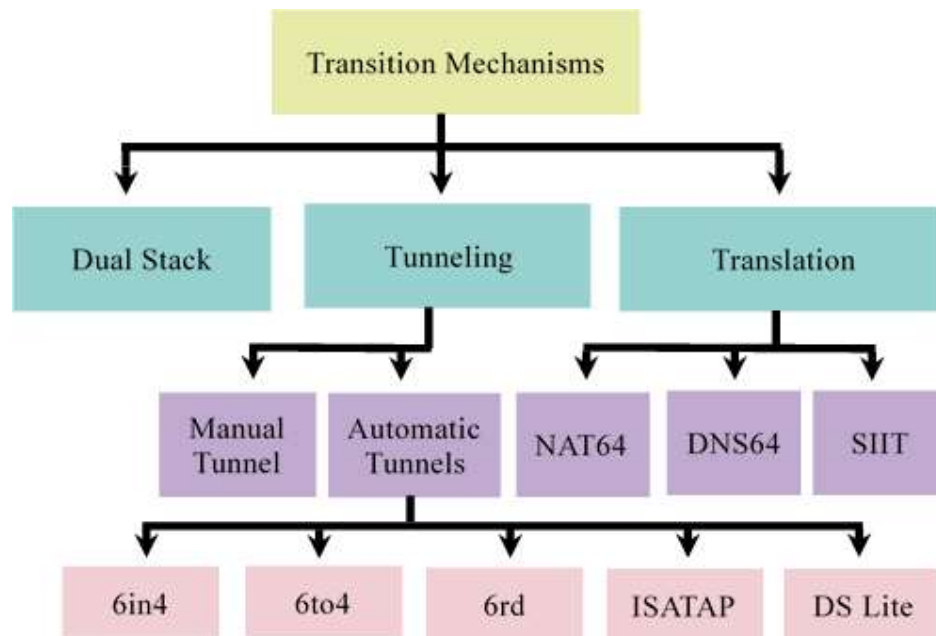 Transition Mechanisms
Dual Stack
Tunneling
Translation
Manual
Tunnel
Automatic
Tunnels
NAT64
DNS64
SIIT
6in4
6to4
6rd
ISATAP
DS Lite